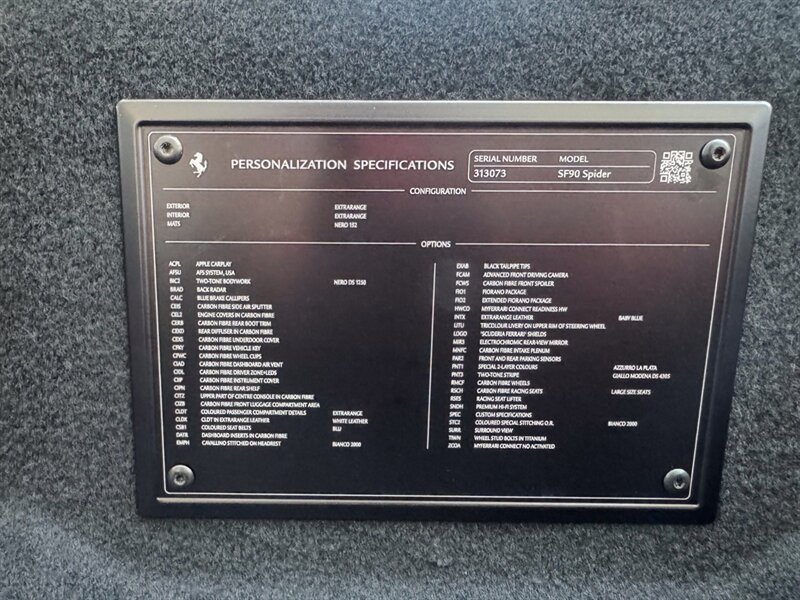 PERSONALIZATION SPECIFICATIONS
SERIAL NUMBER MODEL
313073 SF90 Spider
CONFIGURATION
EXTERIOR EXTRARANGE
INTERIOR EXTRARANGE
MATS NERO 152
OPTIONS
ACPL APPLE CARPLAY
AFSU AFS SYSTEM, USA
BIC2 TWO-TONE BODYWORK NERO DS 1250
BRAD BACK RADAR
CALC BLUE BRAKE CALLIPERS
CEIS CARBON FIBRE SIDE AIR SPLITTER
CEL2 ENGINE COVERS IN CARBON FIBRE
CERB CARBON FIBRE REAR BOOT TRIM
CEXD REAR DIFFUSER IN CARBON FIBRE
CEXS CARBON FIBRE UNDERDOOR COVER
CFRY CARBON FIBRE VEHICLE KEY
CFWC CARBON FIBRE WHEEL CUPS
CIAD CARBON FIBRE DASHBOARD AIR VENT
CIDL CARBON FIBRE DRIVER ZONE+LEDS
CIIF CARBON FIBRE INSTRUMENT COVER
CIPN CARBON FIBRE REAR SHELF
CITZ UPPER PART OF CENTRE CONSOLE IN CARBON FIBRE
CIZB CARBON FIBRE FRONT LUGGAGE COMPARTMENT AREA
CLDT COLOURED PASSENGER COMPARTMENT DETAILS EXTRARANGE
CLDX CLDT IN EXTRARANGE LEATHER WHITE LEATHER
CSB1 COLOURED SEAT BELTS BLU
DATR DASHBOARD INSERTS IN CARBON FIBRE
EMPH CAVALLINO STITCHED ON HEADREST BIANCO 2000
EXAB BLACK TAILPIPE TIPS
FCAM ADVANCED FRONT DRIVING CAMERA
FCWS CARBON FIBRE FRONT SPOILER
FIO1 FIORANO PACKAGE
FIO2 EXTENDED FIORANO PACKAGE
HWCO MYFERRARI CONNECT READINESS HW
INTX EXTRARANGE LEATHER BABY BLUE
LITU TRICOLOUR LIVERY ON UPPER RIM OF STEERING WHEEL
LOGO "SCUDERIA FERRARI" SHIELDS
MIR3 ELECTROCHROMIC REAR-VIEW MIRROR
MNFC CARBON FIBRE INTAKE PLENUM
PAR2 FRONT AND REAR PARKING SENSORS
PNT1 SPECIAL 2-LAYER COLOURS AZZURRO LA PLATA
PNT3 TWO-TONE STRIPE GIALLO MODENA DS 4305
RMCF CARBON FIBRE WHEELS
RSCH CARBON FIBRE RACING SEATS LARGE SIZE SEATS
RSES RACING SEAT LIFTER
SNDH PREMIUM HI-FI SYSTEM
SPEC CUSTOM SPECIFICATIONS
STC2 COLOURED SPECIAL STITCHING O.R. BIANCO 2000
SURR SURROUND VIEW
TIWN WHEEL STUD BOLTS IN TITANIUM
ZCOA MYFERRARI CONNECT NO ACTIVATED